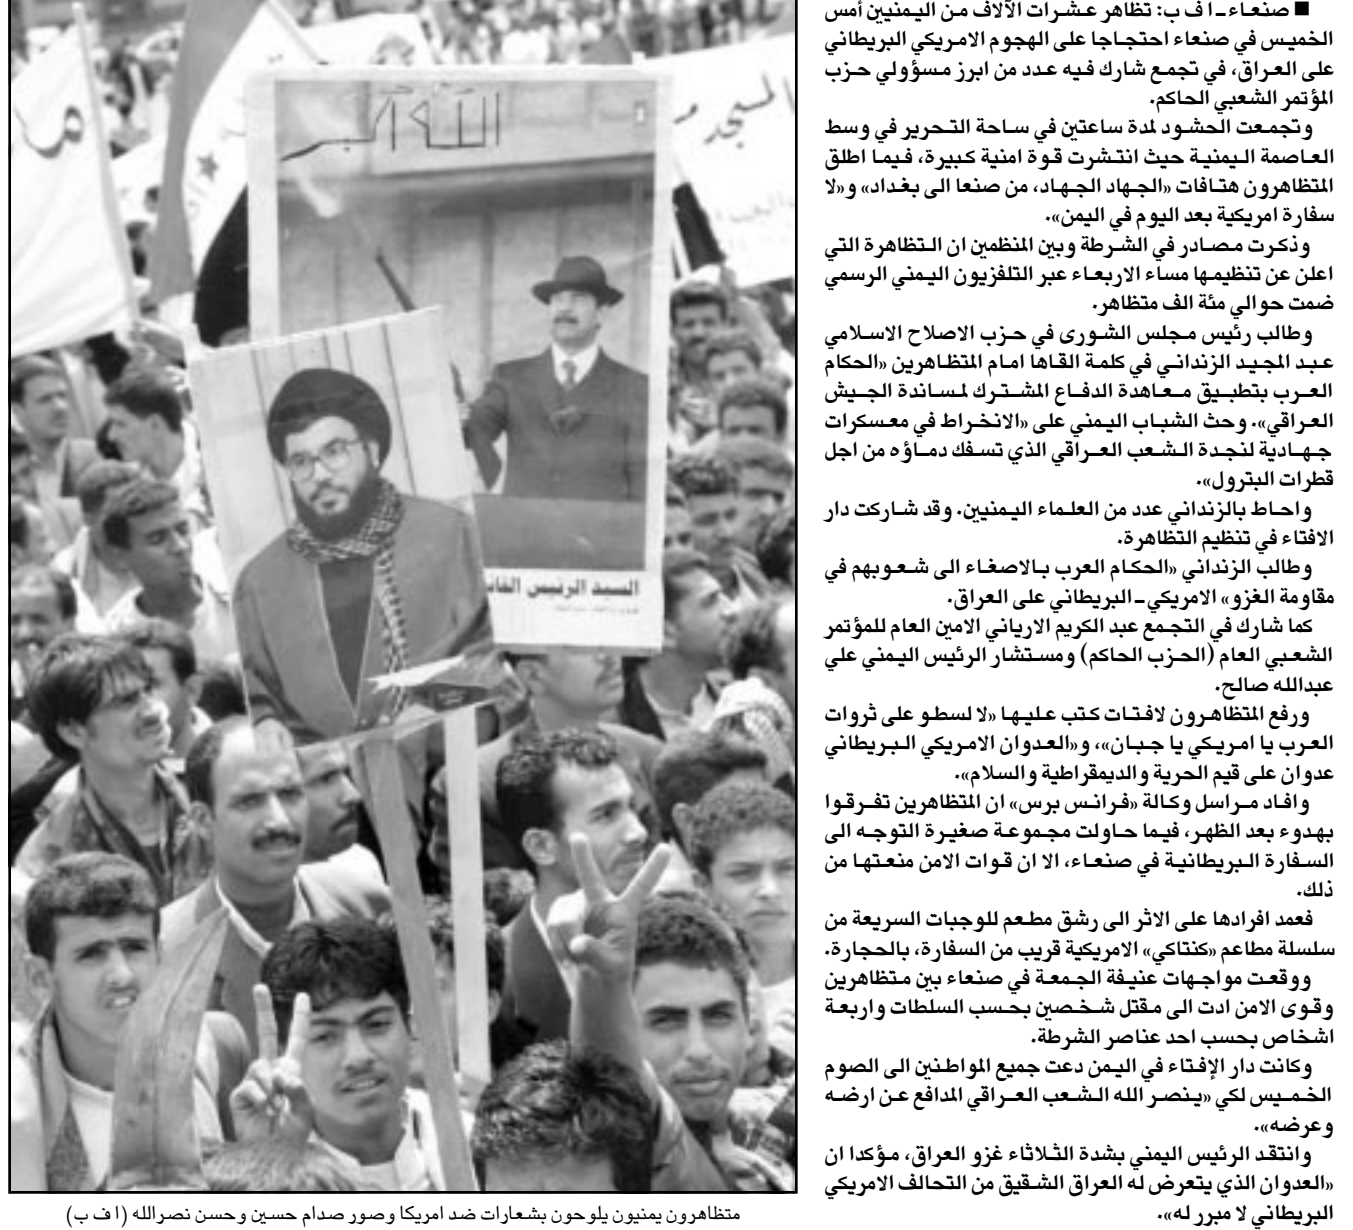 ■ صنعاء ـ ا ف ب: تظاهر عشرات الآلاف من اليمنيين أمس
الخميس في صنعاء احتجاجا على الهجوم الامريكي البريطاني
على العراق، في تجمع شارك فيه عدد من ابرز مسؤولي حزب
المؤتمر الشعبي الحاكم.
وتجمعت الحشود لمدة ساعتين في ساحة التحرير في وسط
العاصمة اليمنية حيث انتشرت قوة امنية كبيرة، فيما اطلق
المتظاهرون هتافات «الجهاد الجهاد، من صنعا الى بغداد» و«لا
سفارة امريكية بعد اليوم في اليمن».
وذكرت مصادر في الشرطة وبين المنظمين ان التظاهرة التي
اعلن عن تنظيمها مساء الاربعاء عبر التلفزيون اليمني الرسمي
ضمت حوالي مئة الف متظاهر.
وطالب رئيس مجلس الشورى في حزب الاصلاح الاسلامي
عبد المجيد الزنداني في كلمة القاها امام المتظاهرين «الحكام
العرب بتطبيق معاهدة الدفاع المشترك لمساندة الجيش
العراقي». وحث الشباب اليمني على «الانخراط في معسكرات
جهادية لنجدة الشعب العراقي الذي تسفك دماؤه من اجل
قطرات البترول».
واحاط بالزنداني عدد من العلماء اليمنيين. وقد شاركت دار
الافتاء في تنظيم التظاهرة.
وطالب الزنداني «الحكام العرب بالاصغاء الى شعوبهم في
مقاومة الغزو» الامريكي ـ البريطاني على العراق.
كما شارك في التجمع عبد الكريم الارياني الامين العام للمؤتمر
الشعبي العام (الحزب الحاكم) ومستشار الرئيس اليمني علي
عبدالله صالح.
ورفع المتظاهرون لافتات كتب عليها «لا لسطو على ثروات
العرب يا امريكي يا جبان»، و«العدوان الامريكي البريطاني
عدوان على قيم الحرية والديمقراطية والسلام».
وافاد مراسل وكالة «فرانس برس» ان المتظاهرين تفرقوا
بهدوء بعد الظهر، فيما حاولت مجموعة صغيرة التوجه الى
السفارة البريطانية في صنعاء، الا ان قوات الامن منعتها من
ذلك.
فعمد افرادها على الاثر الى رشق مطعم للوجبات السريعة من
سلسلة مطاعم «كنتاكي» الامريكية قريب من السفارة، بالحجارة.
ووقعت مواجهات عنيفة الجمعة في صنعاء بين متظاهرين
وقوى الامن ادت الى مقتل شخصين بحسب السلطات واربعة
اشخاص بحسب احد عناصر الشرطة.
وكانت دار الإفتاء في اليمن دعت جميع المواطنين الى الصوم
الخميس لكي «ينصر الله الشعب العراقي المدافع عن ارضه
وعرضه».
وانتقد الرئيس اليمني بشدة الثلاثاء غزو العراق، مؤكدا ان
«العدوان الذي يتعرض له العراق الشقيق من التحالف الامريكي
البريطاني لا مبرر له».
الله اكبر
المسجد
السيد الرئيس القائد
متظاهرون يمنيون يلوحون بشعارات ضد امريكا وصور صدام حسين وحسن نصرالله (ا ف ب)